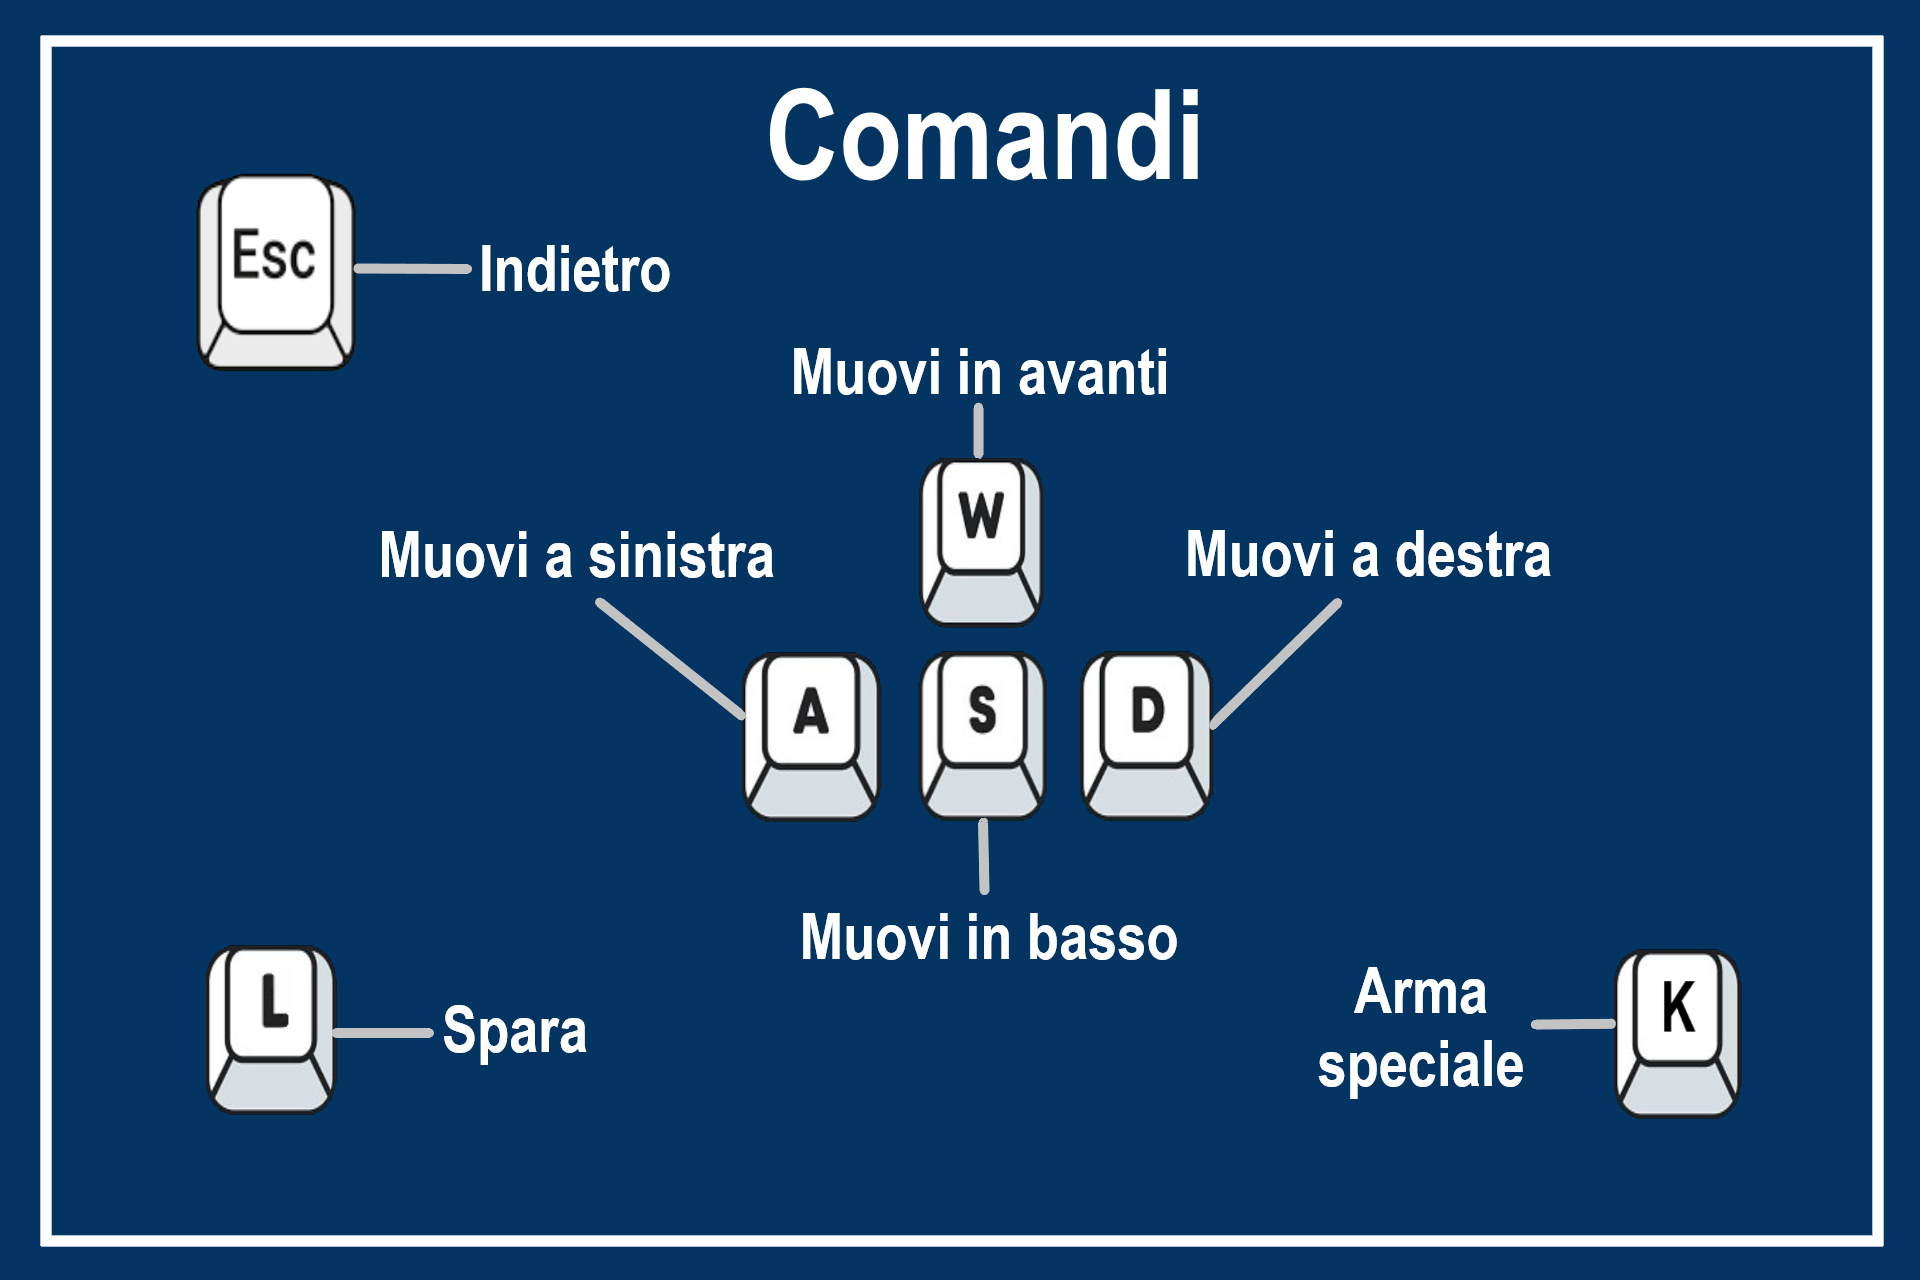 Comandi
Esc
Indietro
Muovi in avanti
W
Muovi a sinistra
Muovi a destra
A
S
D
Muovi in basso
L
Spara
Arma
speciale
K